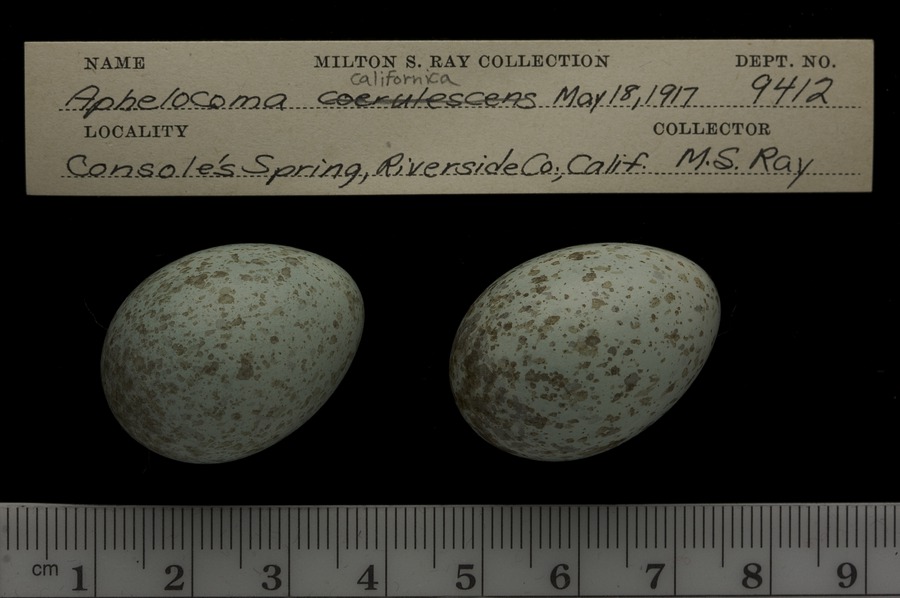 NAME MILTON S. RAY COLLECTION DEPT. NO.
californica
Aphelocoma coerulescens May 18, 1917 9412
LOCALITY COLLECTOR
Console's Spring, Riverside Co., Calif. M.S. Ray
cm 1 2 3 4 5 6 7 8 9